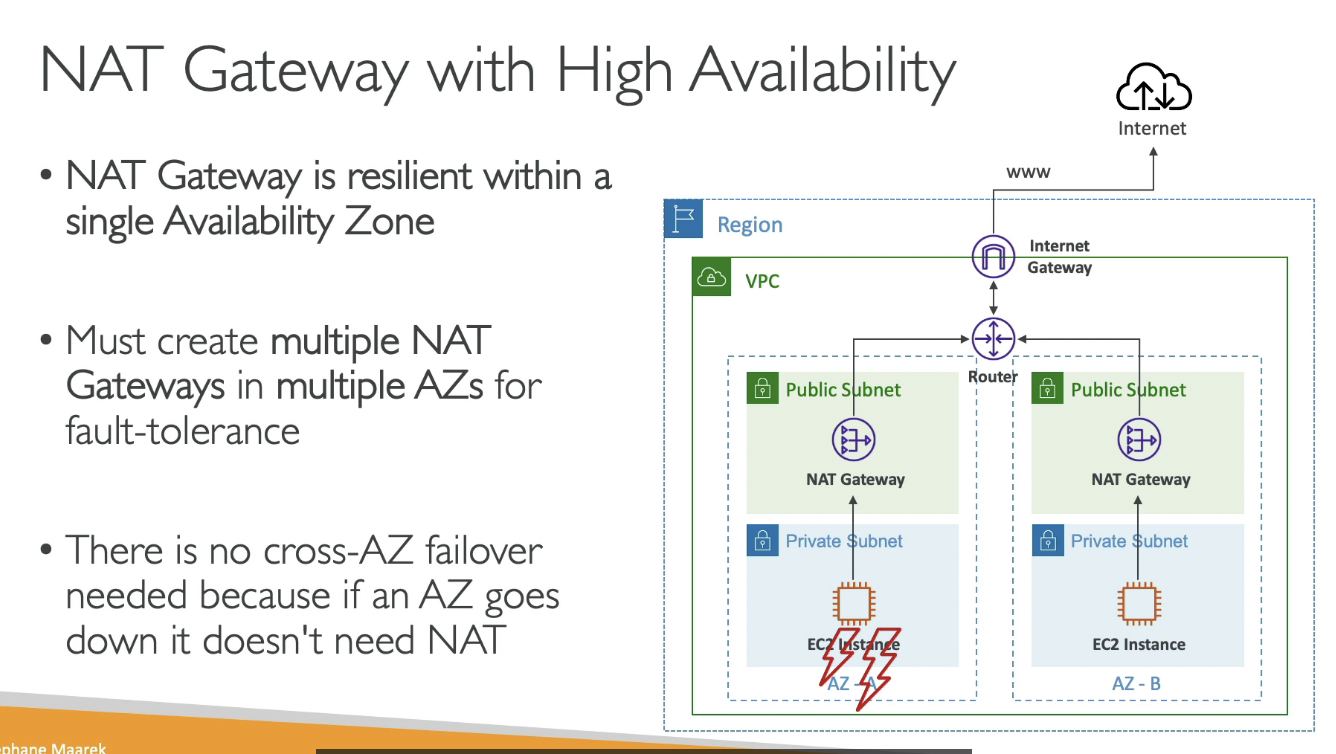 NAT Gateway with High Availability
• NAT Gateway is resilient within a
single Availability Zone
• Must create multiple NAT
Gateways in multiple AZs for
fault-tolerance
• There is no cross-AZ failover
needed because if an AZ goes
down it doesn't need NAT
Internet
www
Region
Internet
Gateway
VPC
Router
Public Subnet
Public Subnet
NAT Gateway
NAT Gateway
Private Subnet
Private Subnet
EC2 Instance
EC2 Instance
AZ - A
AZ - B
ephane Maarek